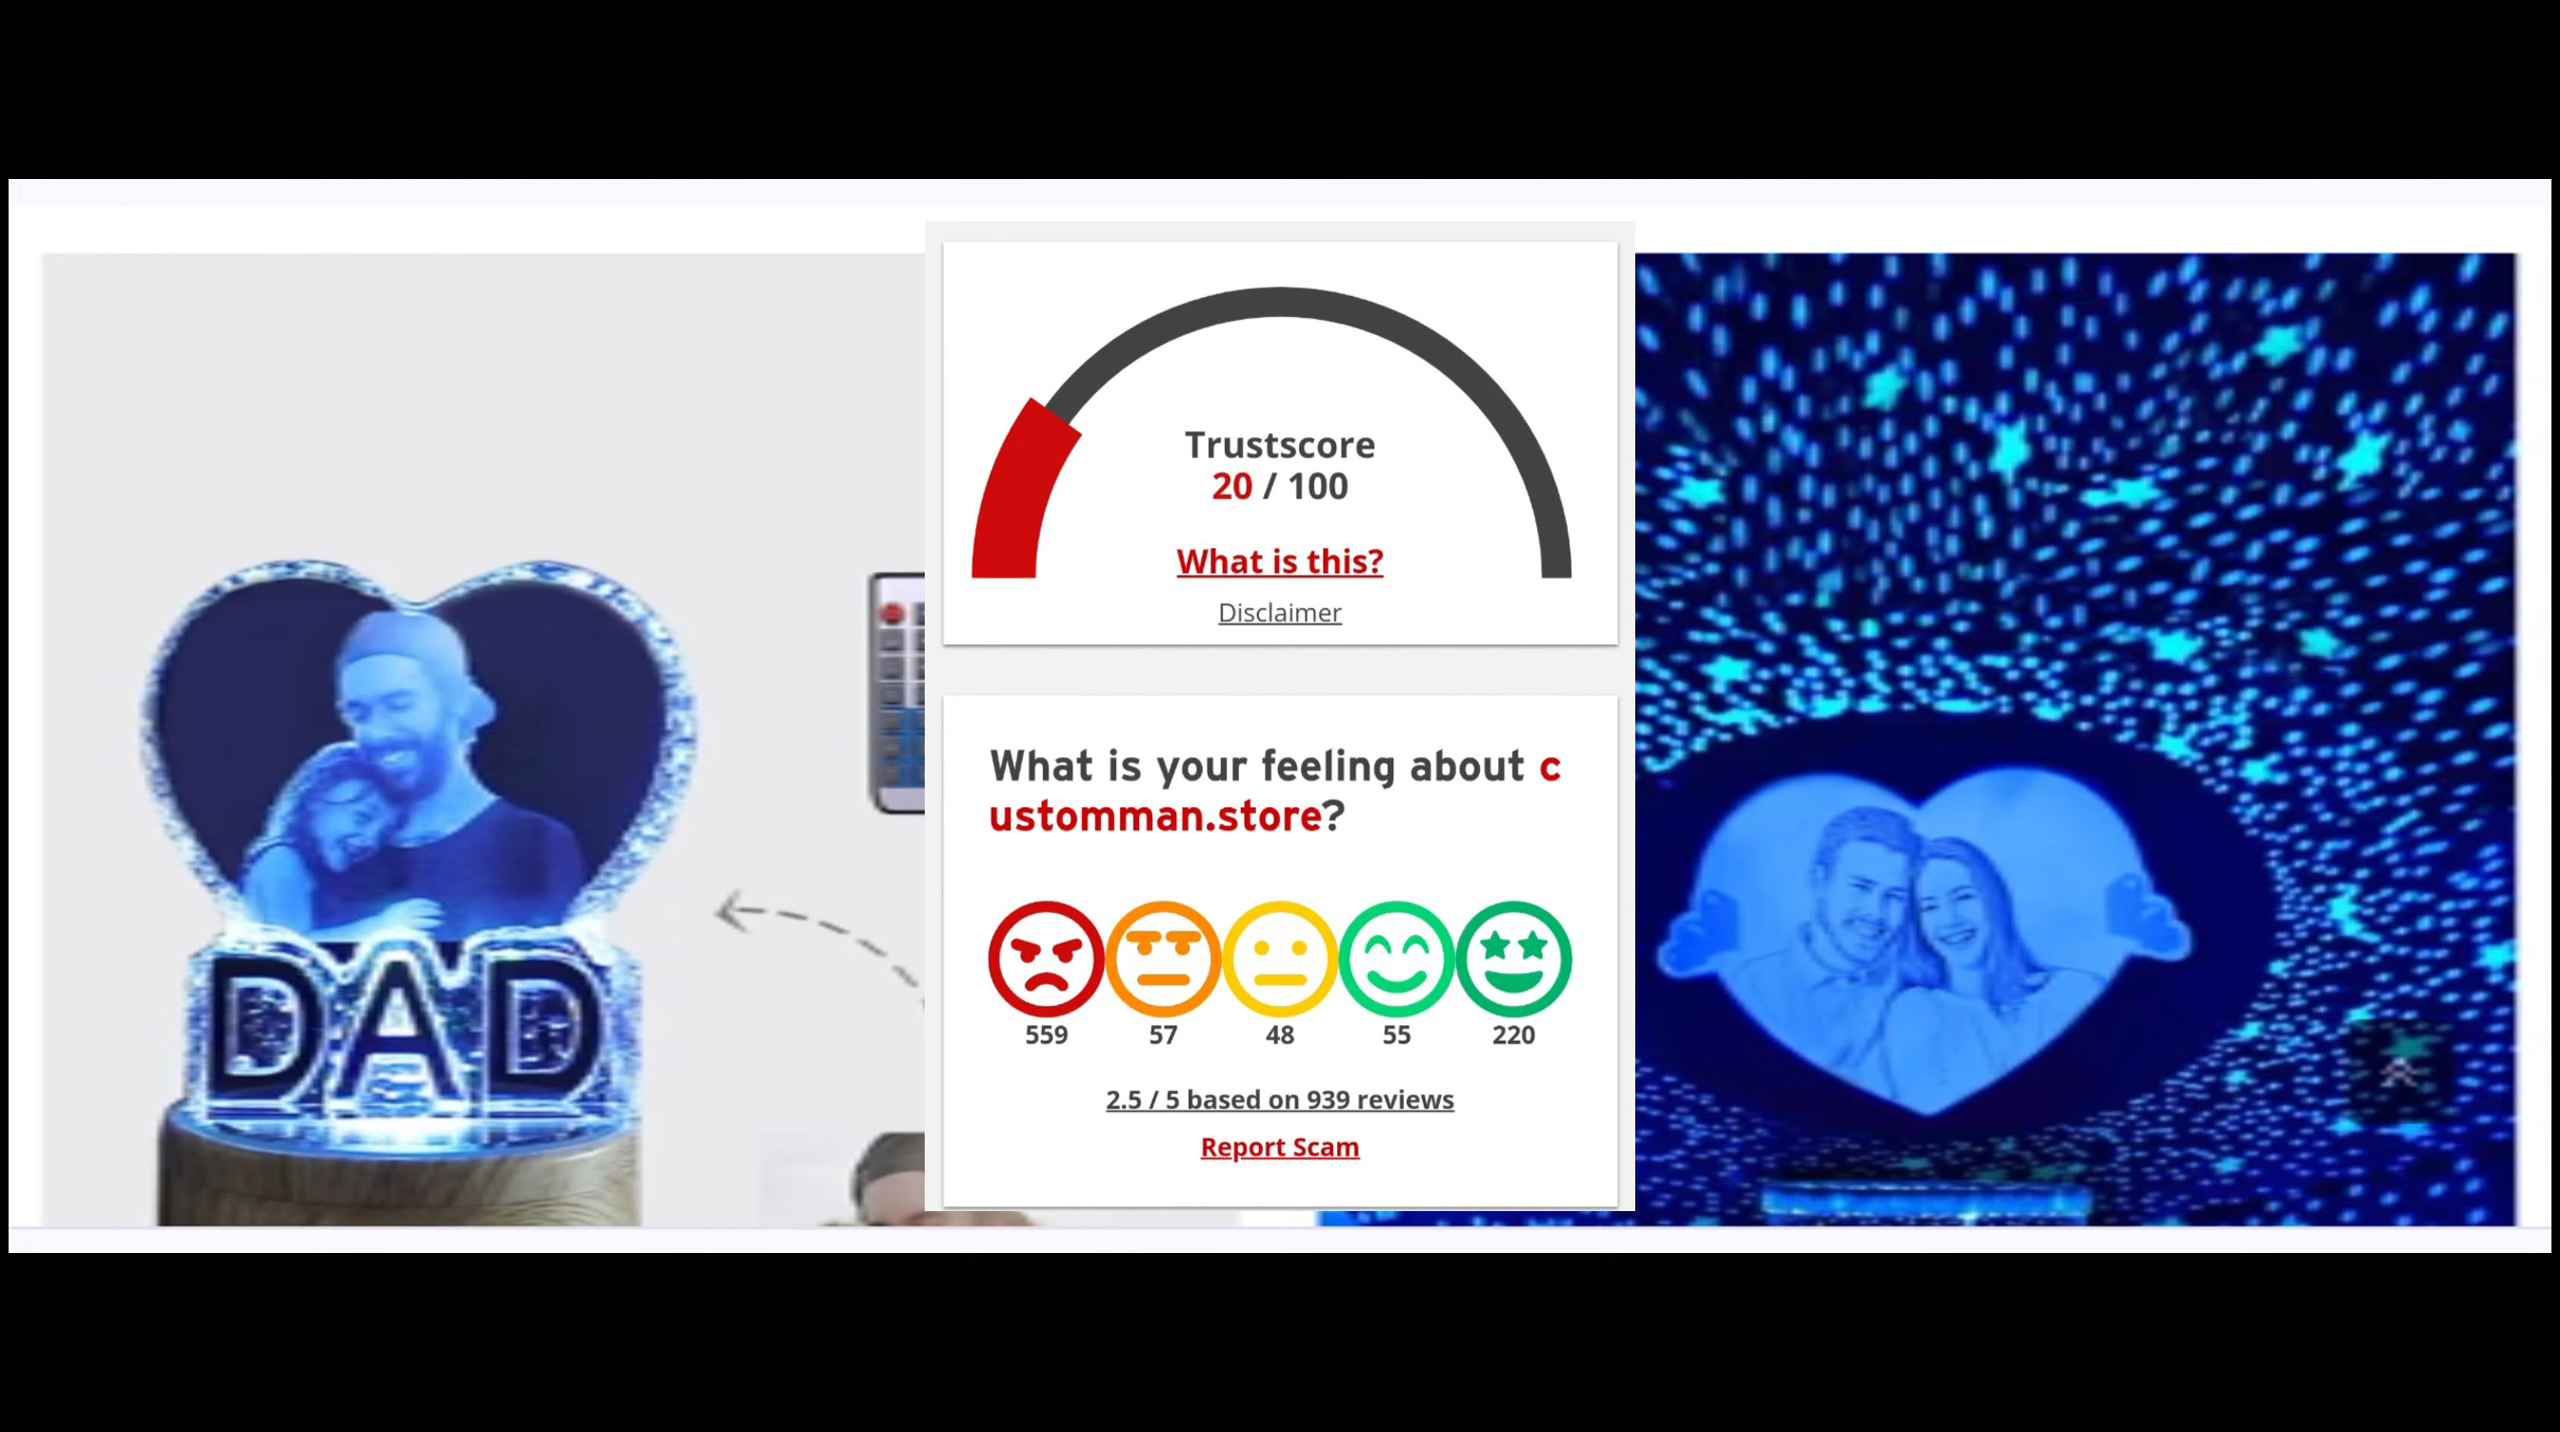 Trustscore
20 / 100
What is this?
Disclaimer
What is your feeling about c
ustomman.store?
559 57 48 55 220
2.5 / 5 based on 939 reviews
Report Scam
DAD